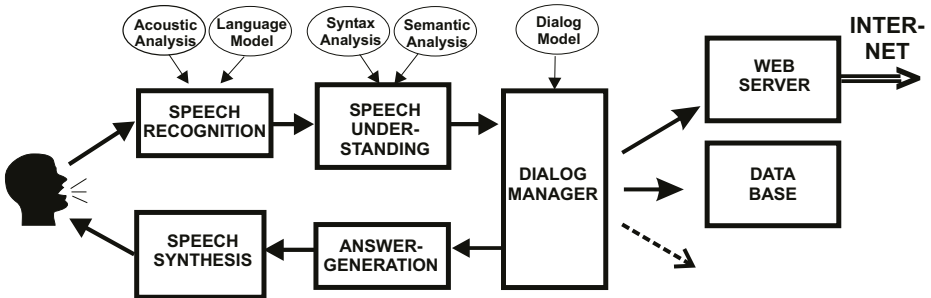 Acoustic
Analysis
Language
Model
Syntax
Analysis
Semantic
Analysis
Dialog
Model
INTER-
NET
WEB
SERVER
SPEECH
RECOGNITION
SPEECH
UNDER-
STANDING
DIALOG
MANAGER
DATA
BASE
SPEECH
SYNTHESIS
ANSWER-
GENERATION